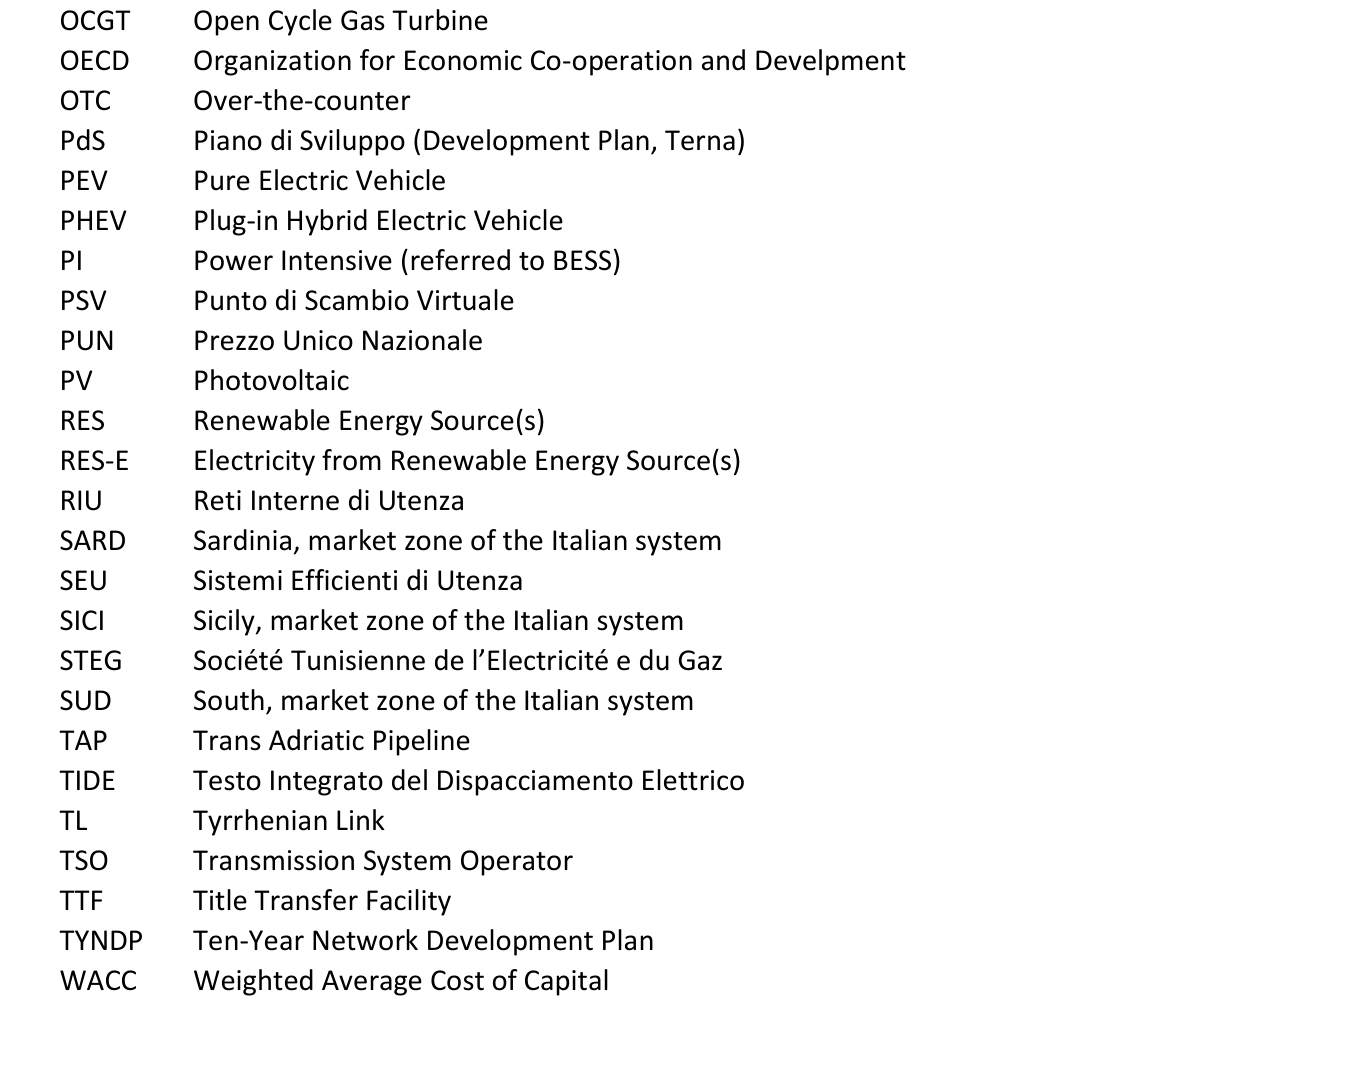 OCGT Open Cycle Gas Turbine
OECD Organization for Economic Co-operation and Develpment
OTC Over-the-counter
PdS Piano di Sviluppo (Development Plan, Terna)
PEV Pure Electric Vehicle
PHEV Plug-in Hybrid Electric Vehicle
PI Power Intensive (referred to BESS)
PSV Punto di Scambio Virtuale
PUN Prezzo Unico Nazionale
PV Photovoltaic
RES Renewable Energy Source(s)
RES-E Electricity from Renewable Energy Source(s)
RIU Reti Interne di Utenza
SARD Sardinia, market zone of the Italian system
SEU Sistemi Efficienti di Utenza
SICI Sicily, market zone of the Italian system
STEG Société Tunisienne de l’Electricité e du Gaz
SUD South, market zone of the Italian system
TAP Trans Adriatic Pipeline
TIDE Testo Integrato del Dispacciamento Elettrico
TL Tyrrhenian Link
TSO Transmission System Operator
TTF Title Transfer Facility
TYNDP Ten-Year Network Development Plan
WACC Weighted Average Cost of Capital